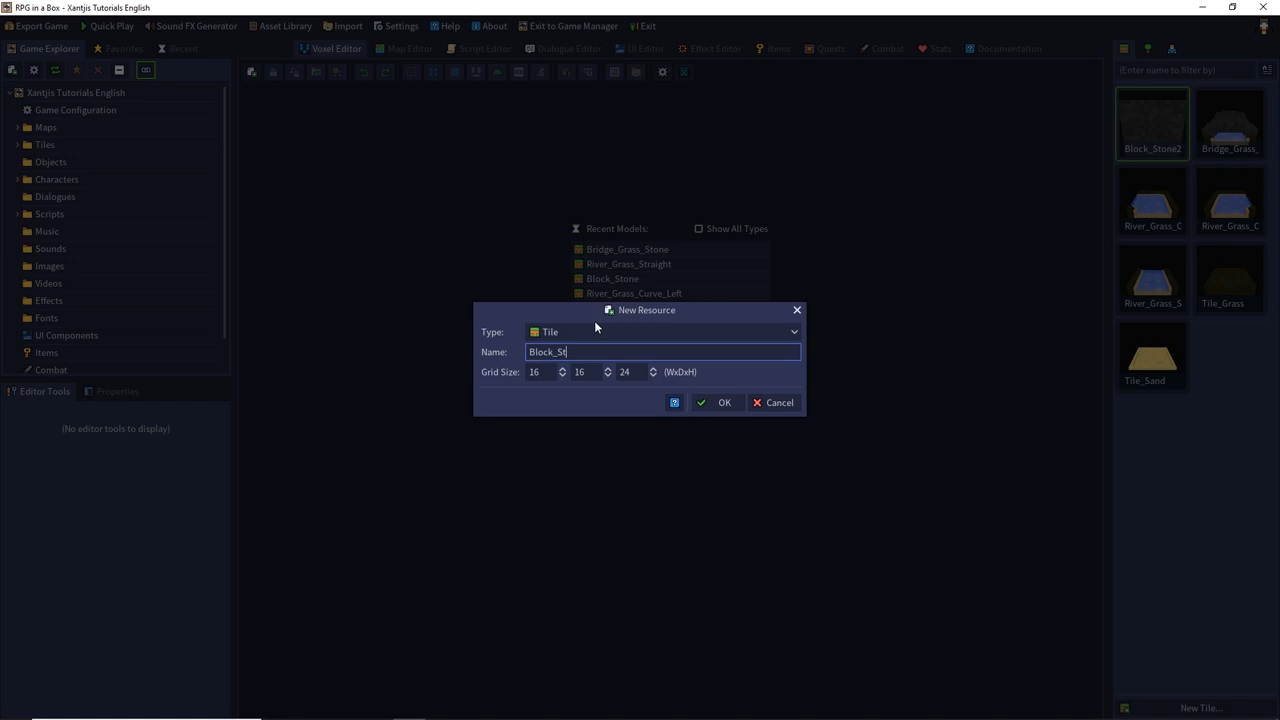 RPG in a Box - Xantjis Tutorials English
Export Game Quick Play Sound FX Generator Asset Library Import Settings Help About Exit to Game Manager Exit
Game Explorer Favorites Recent Voxel Editor Map Editor Script Editor Dialogue Editor UI Editor Effect Editor Items Quests Combat Stats Documentation
(Enter name to filter by)
Xantjis Tutorials English
Game Configuration
Maps
Tiles
Objects
Characters
Dialogues
Scripts
Music
Sounds
Images
Videos
Effects
Fonts
UI Components
Items
Combat
Editor Tools Properties
(No editor tools to display)
Recent Models: Show All Types
Bridge_Grass_Stone
River_Grass_Straight
Block_Stone
River_Grass_Curve_Left
New Resource
Type: Tile
Name: Block_St
Grid Size: 16 16 24 (WxDxH)
OK Cancel
Block_Stone2 Bridge_Grass_
River_Grass_C River_Grass_C
River_Grass_S Tile_Grass
Tile_Sand
New Tile...